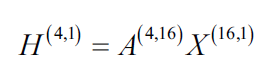 H^{(4,1)} = A^{(4,16)} X^{(16,1)}